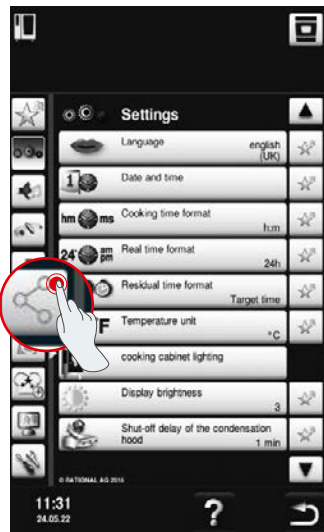 Settings
Language
english
(UK)
1
Date and time
hm ms
Cooking time format
h:m
24* am
pm
Real time format
24h
Residual time format
Target time
F
Temperature unit
°C
cooking cabinet lighting
Display brightness
3
Shut-off delay of the condensation
hood
1 min
© RATIONAL AG 2015
11:31
24.05.22
?